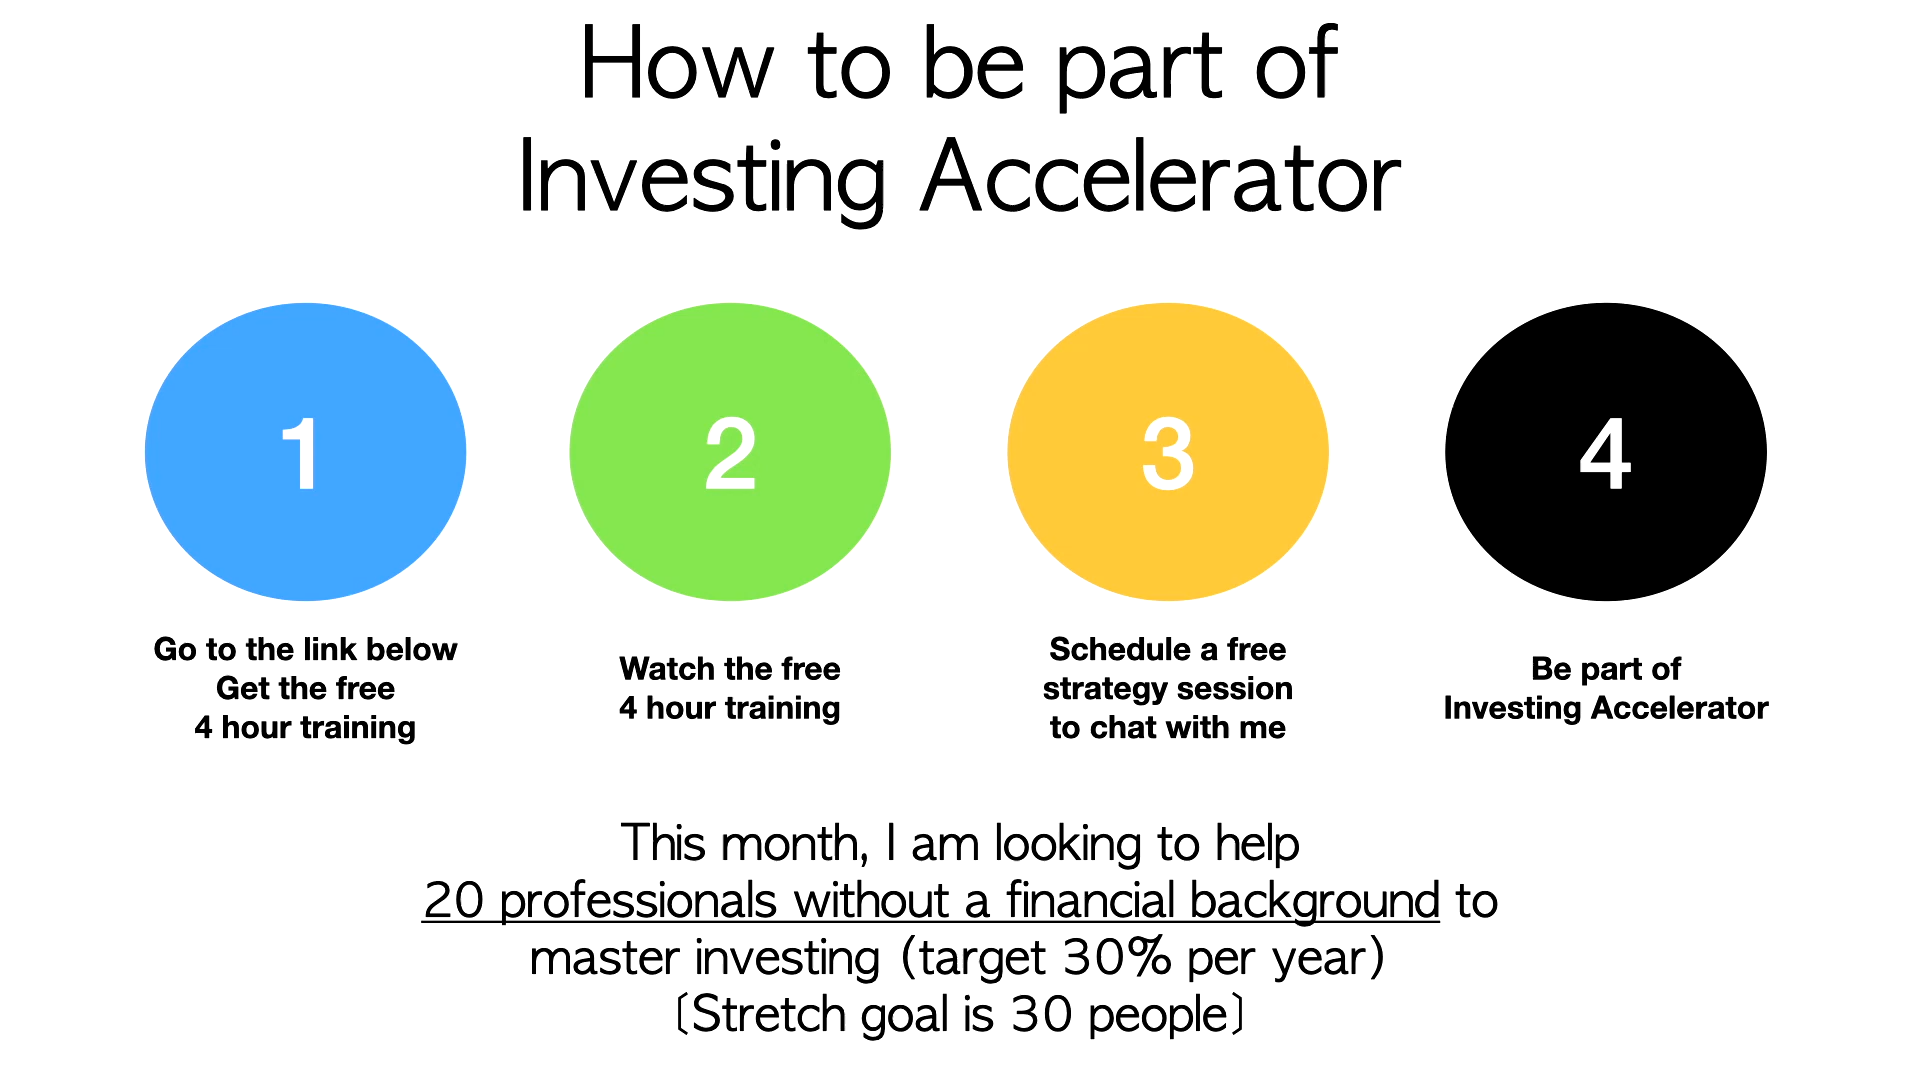 How to be part of
Investing Accelerator
1
2
3
4
Go to the link below
Get the free
4 hour training
Watch the free
4 hour training
Schedule a free
strategy session
to chat with me
Be part of
Investing Accelerator
This month, I am looking to help
20 professionals without a financial background to
master investing (target 30% per year)
〔Stretch goal is 30 people〕